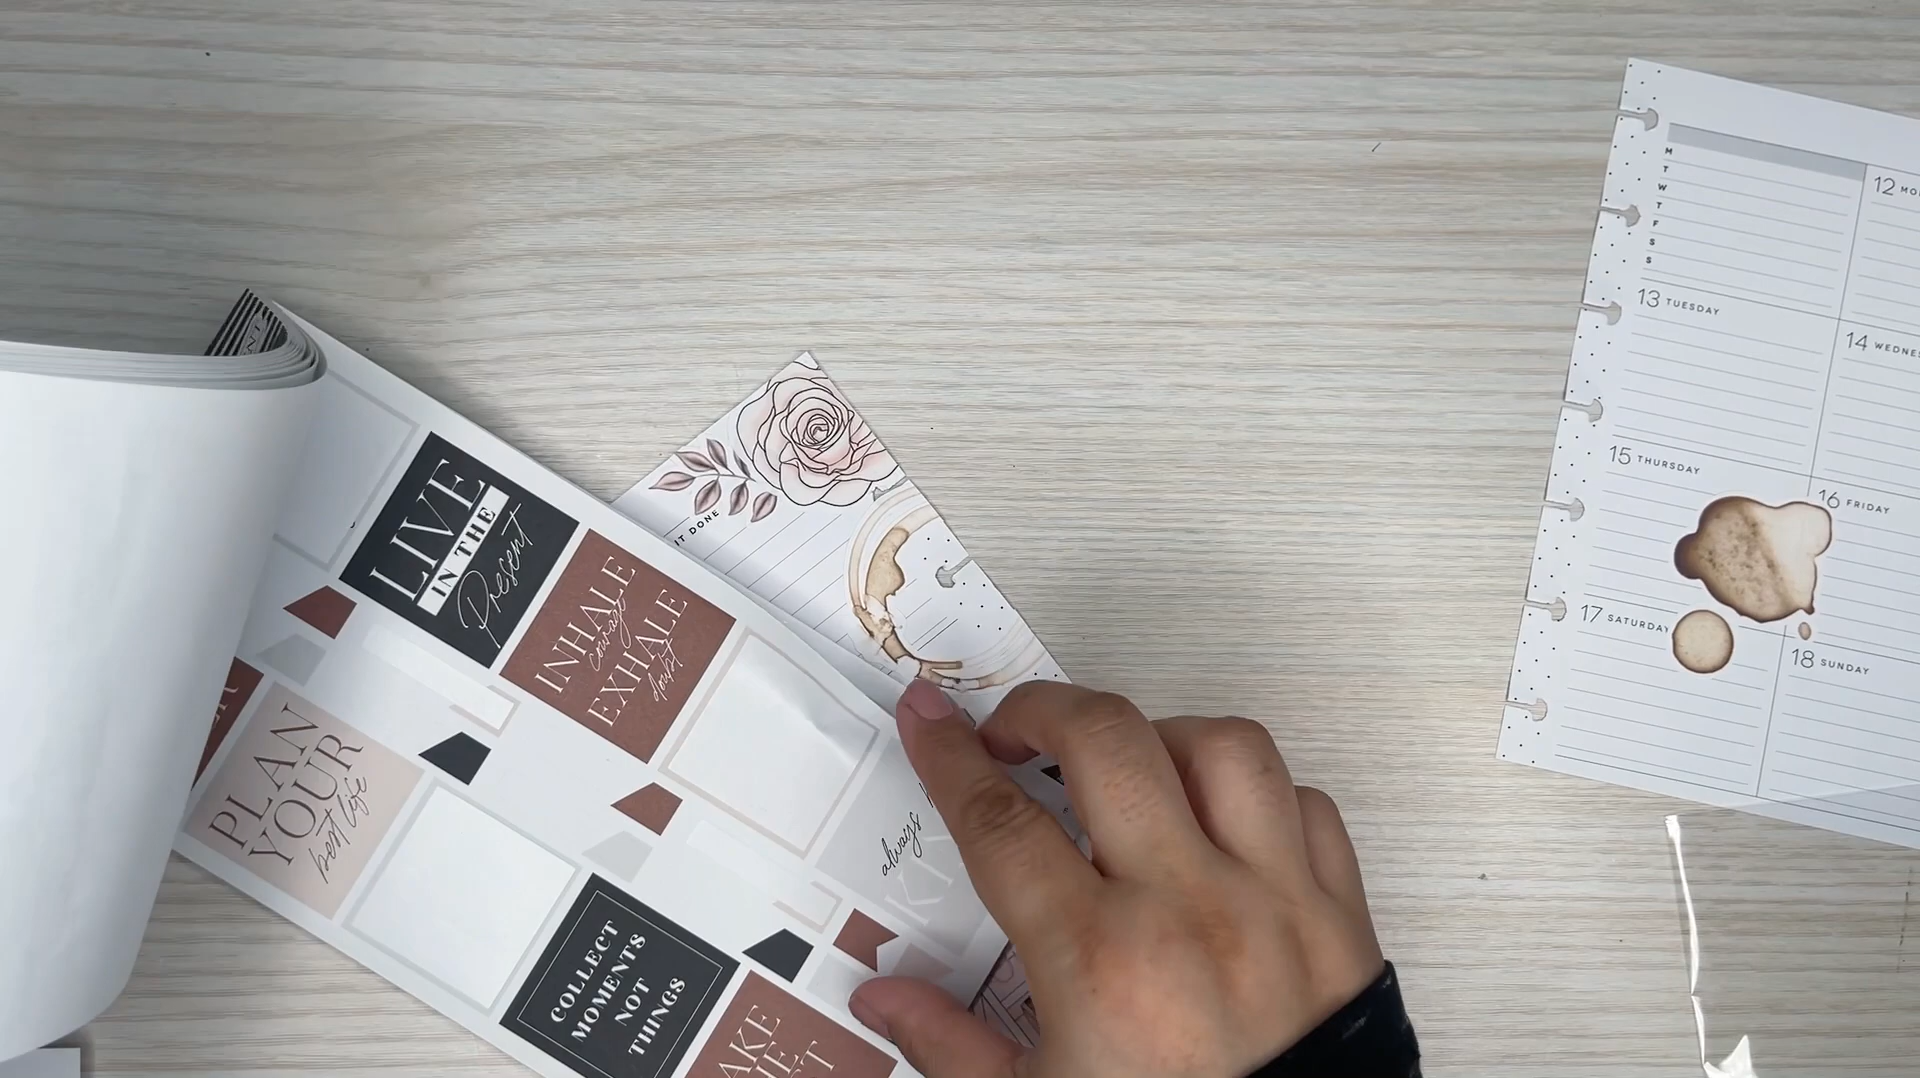 LIVE
IN THE
Present
INHALE
courage
EXHALE
doubt
PLAN
YOUR
best life
COLLECT
MOMENTS
NOT
THINGS
always
IT DONE
M
T
W
T
F
S
S
13 TUESDAY
15 THURSDAY
17 SATURDAY
12 MO
14 WEDNES
16 FRIDAY
18 SUNDAY